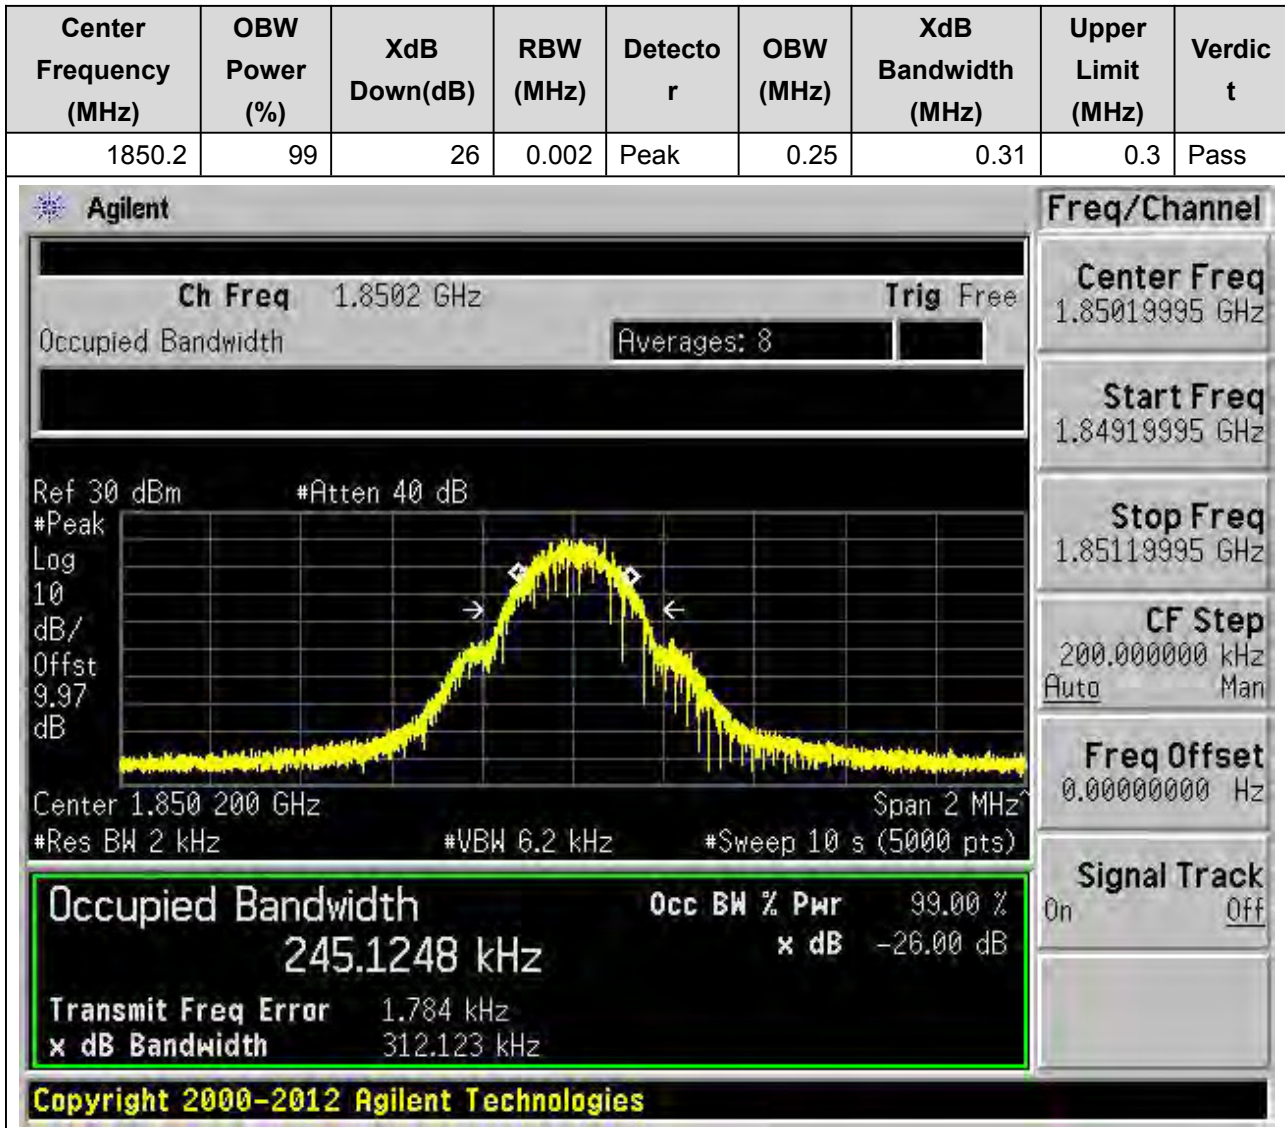 Center Frequency (MHz) OBW Power (%) XdB Down(dB) RBW (MHz) Detecto r OBW (MHz) XdB Bandwidth (MHz) Upper Limit (MHz) Verdic t
1850.2 99 26 0.002 Peak 0.25 0.31 0.3 Pass
Agilent
Freq/Channel
Ch Freq 1.8502 GHz Trig Free
Occupied Bandwidth Averages: 8
Center Freq
1.85019995 GHz
Start Freq
1.84919995 GHz
Stop Freq
1.85119995 GHz
CF Step
200.000000 kHz
Auto Man
Freq Offset
0.00000000 Hz
Signal Track
On Off
Ref 30 dBm #Atten 40 dB
#Peak
Log
10
dB/
Offst
9.97
dB
Center 1.850 200 GHz Span 2 MHz^
#Res BW 2 kHz #VBW 6.2 kHz #Sweep 10 s (5000 pts)
Occupied Bandwidth Occ BW % Pwr 99.00 %
245.1248 kHz x dB -26.00 dB
Transmit Freq Error 1.784 kHz
x dB Bandwidth 312.123 kHz
Copyright 2000-2012 Agilent Technologies